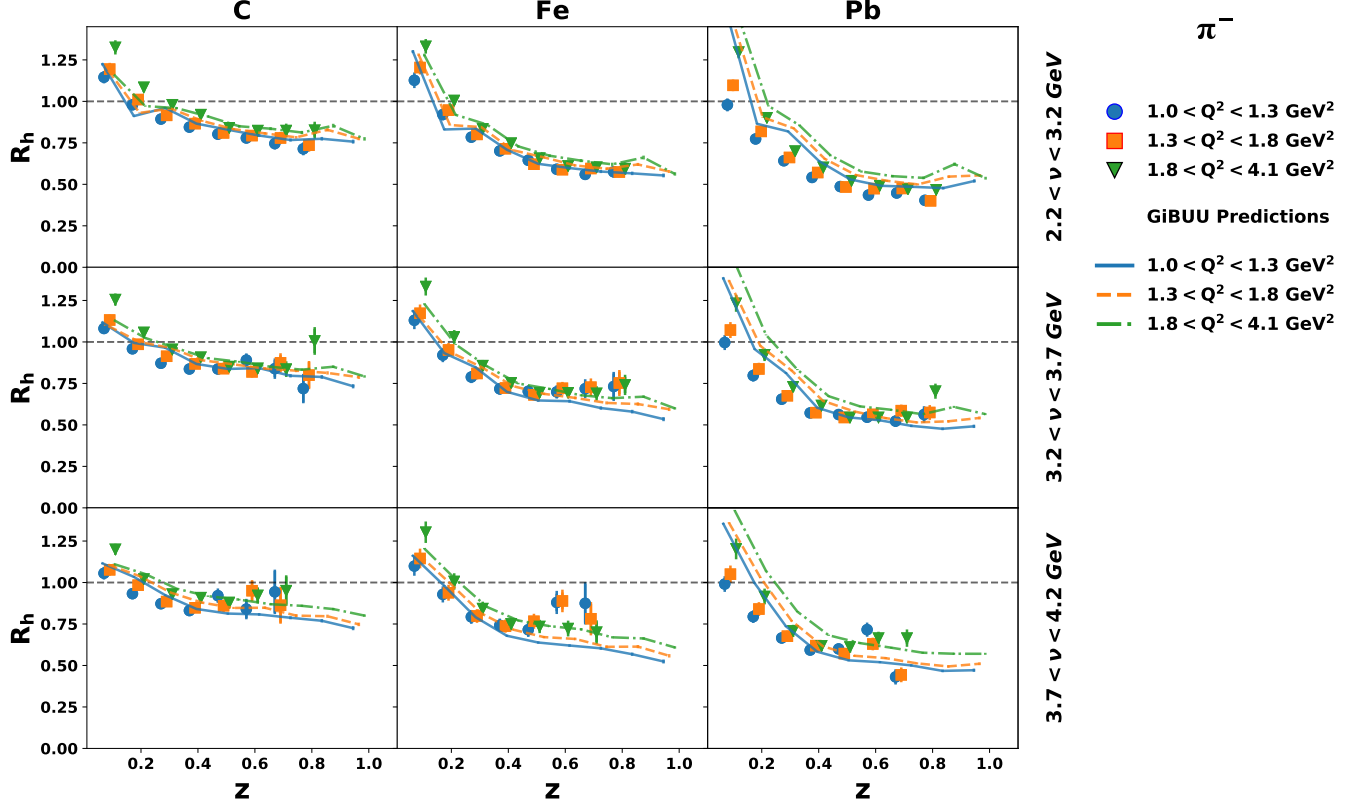 C Fe Pb
π⁻
1.25
1.00
0.75
0.50
0.25
0.00
R_h
2.2 < ν < 3.2 GeV
1.0 < Q² < 1.3 GeV²
1.3 < Q² < 1.8 GeV²
1.8 < Q² < 4.1 GeV²
GiBUU Predictions
1.0 < Q² < 1.3 GeV²
1.3 < Q² < 1.8 GeV²
1.8 < Q² < 4.1 GeV²
1.25
1.00
0.75
0.50
0.25
0.00
R_h
3.2 < ν < 3.7 GeV
1.25
1.00
0.75
0.50
0.25
0.00
R_h
3.7 < ν < 4.2 GeV
0.2 0.4 0.6 0.8 1.0 0.2 0.4 0.6 0.8 1.0 0.2 0.4 0.6 0.8 1.0
z z z